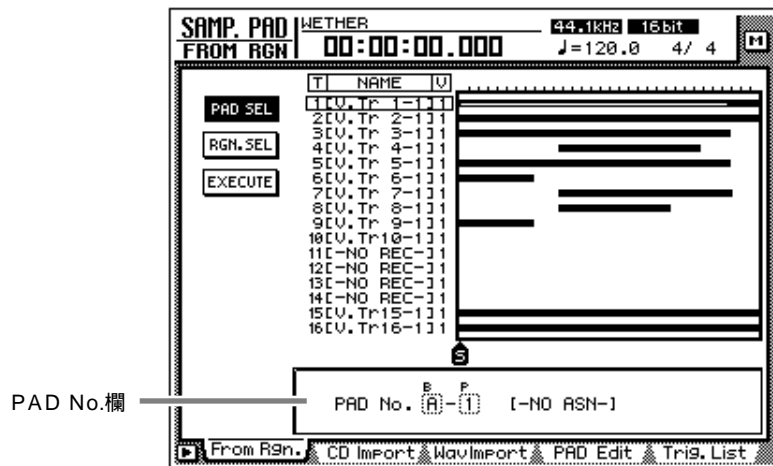 SAMP. PAD
FROM RGN
WETHER
00:00:00.000
44.1kHz 16bit
♩=120.0 4/ 4
M
PAD SEL
RGN.SEL
EXECUTE
T NAME V
1[V.Tr 1-1]1
2[V.Tr 2-1]1
3[V.Tr 3-1]1
4[V.Tr 4-1]1
5[V.Tr 5-1]1
6[V.Tr 6-1]1
7[V.Tr 7-1]1
8[V.Tr 8-1]1
9[V.Tr 9-1]1
10[V.Tr10-1]1
11[-NO REC-]1
12[-NO REC-]1
13[-NO REC-]1
14[-NO REC-]1
15[V.Tr15-1]1
16[V.Tr16-1]1
S
PAD No.欄
B P
PAD No. A-1 [-NO ASN-]
From Rgn. CD Import WavImport PAD Edit Trig.List